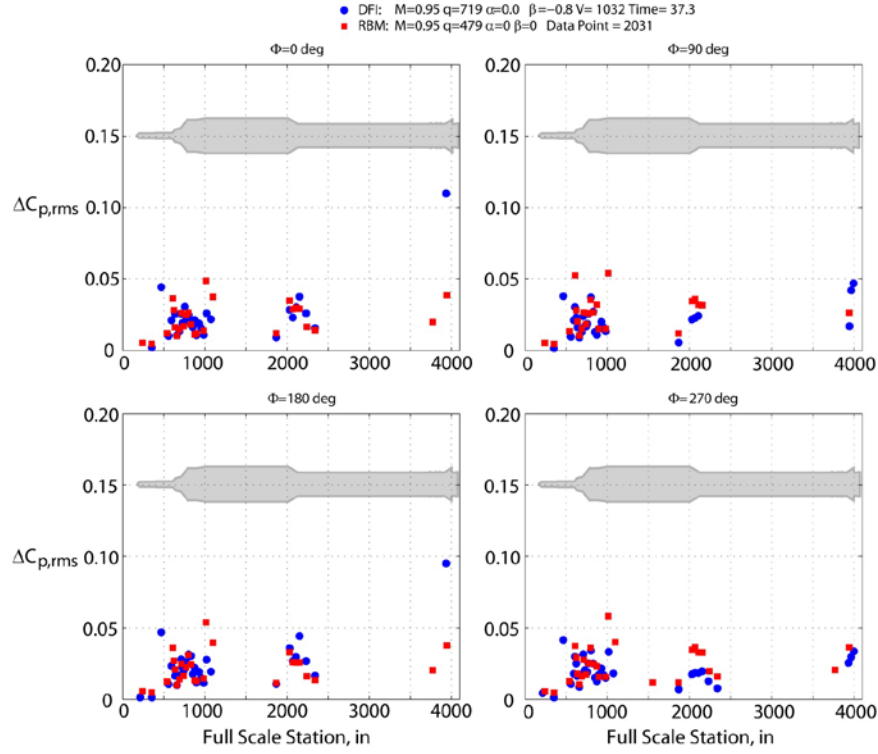 DFI: M=0.95 q=719 α=0.0 β=−0.8 V= 1032 Time= 37.3
RBM: M=0.95 q=479 α=0 β=0 Data Point = 2031
Φ=0 deg
Φ=90 deg
0.20
0.15
0.10
0.05
0
ΔCp,rms
0 1000 2000 3000 4000
0.20
0.15
0.10
0.05
0
0 1000 2000 3000 4000
Φ=180 deg
Φ=270 deg
0.20
0.15
0.10
0.05
0
ΔCp,rms
0 1000 2000 3000 4000
Full Scale Station, in
0.20
0.15
0.10
0.05
0
0 1000 2000 3000 4000
Full Scale Station, in